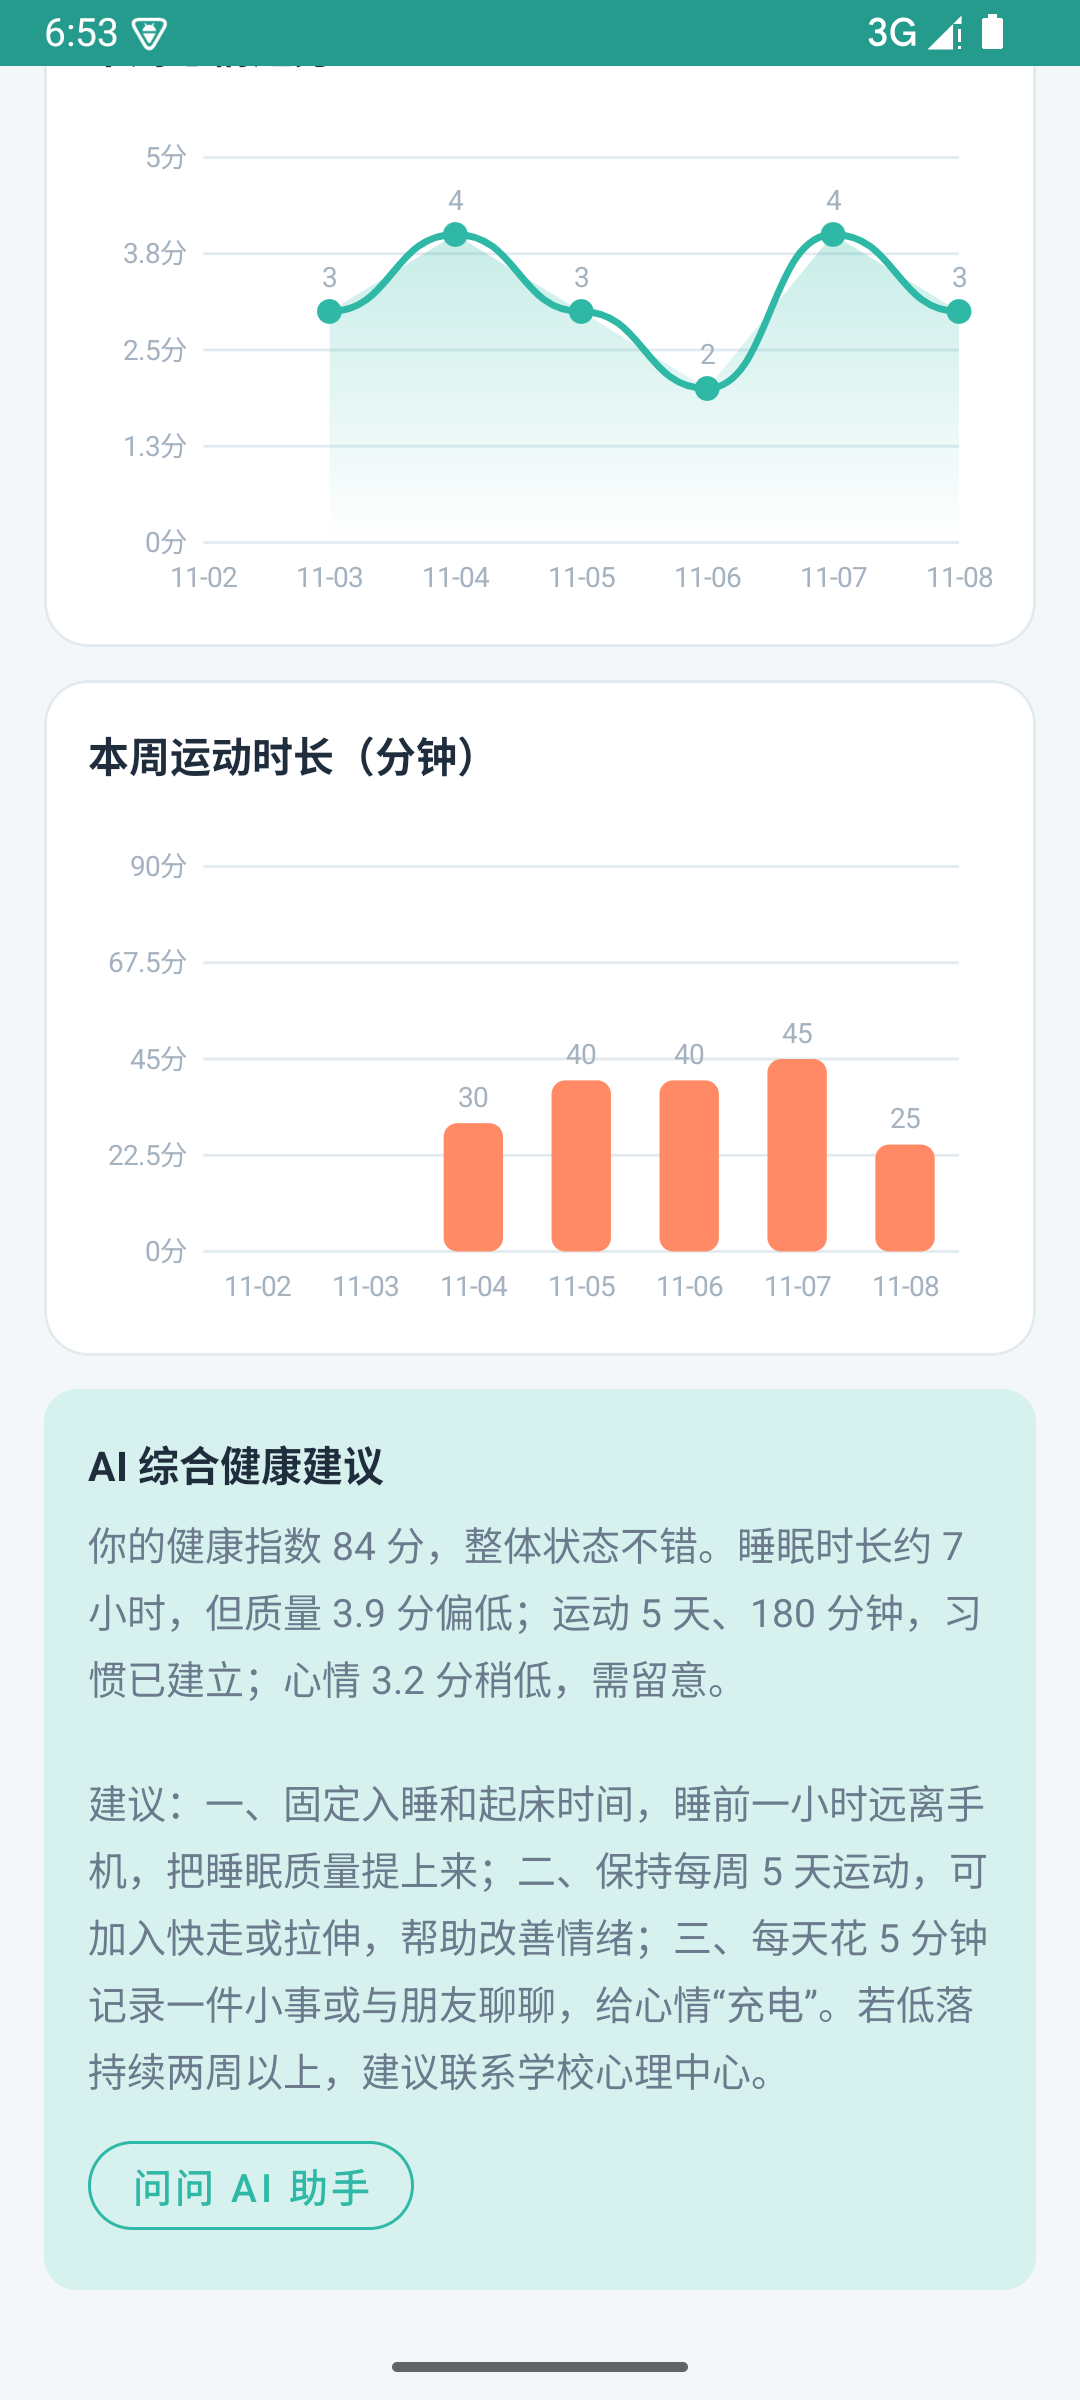 6:53
3G
5分
3.8分
2.5分
1.3分
0分
3
4
3
2
4
3
11-02 11-03 11-04 11-05 11-06 11-07 11-08
本周运动时长（分钟）
90分
67.5分
45分
22.5分
0分
30
40
40
45
25
11-02 11-03 11-04 11-05 11-06 11-07 11-08
AI 综合健康建议
你的健康指数 84 分，整体状态不错。睡眠时长约 7
小时，但质量 3.9 分偏低；运动 5 天、180 分钟，习
惯已建立；心情 3.2 分稍低，需留意。
建议：一、固定入睡和起床时间，睡前一小时远离手
机，把睡眠质量提上来；二、保持每周 5 天运动，可
加入快走或拉伸，帮助改善情绪；三、每天花 5 分钟
记录一件小事或与朋友聊聊，给心情“充电”。若低落
持续两周以上，建议联系学校心理中心。
问问 AI 助手